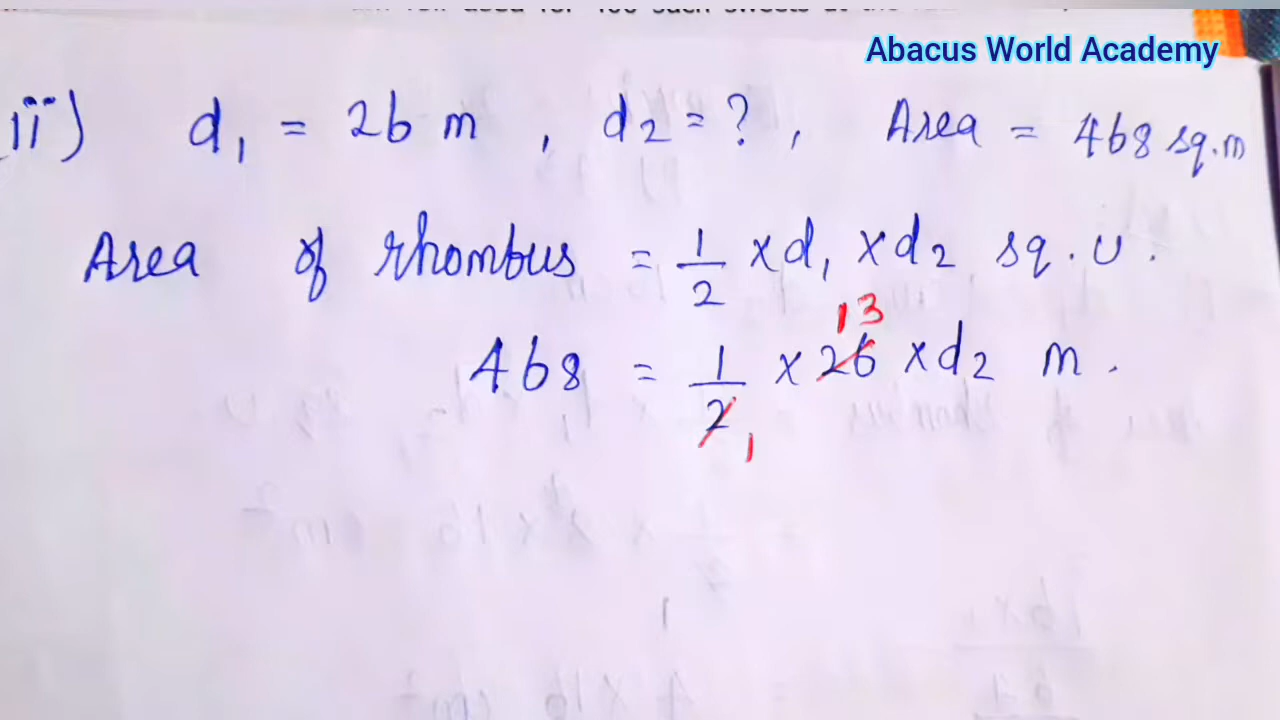 Abacus World Academy
ii) d₁ = 26 m , d₂ = ? , Area = 468 sq.m
Area of rhombus = 1/2 × d₁ × d₂ sq.u.
13
468 = 1/2 × 26 × d₂ m.
1